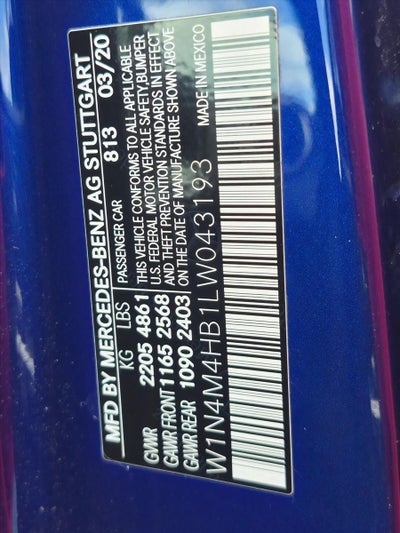 MFD BY MERCEDES-BENZ AG STUTTGART
813 03/20
KG LBS PASSENGER CAR
GVWR 2205 4861 THIS VEHICLE CONFORMS TO ALL APPLICABLE
U.S. FEDERAL MOTOR VEHICLE SAFETY, BUMPER
GAWR FRONT 1165 2568 AND THEFT PREVENTION STANDARDS IN EFFECT
GAWR REAR 1090 2403 ON THE DATE OF MANUFACTURE SHOWN ABOVE
W1N4M4HB1LW043193 MADE IN MEXICO